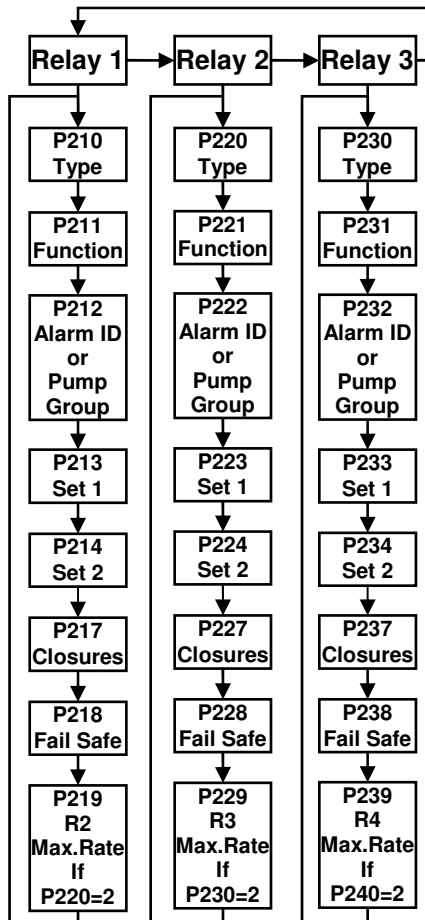 Relay 1
Relay 2
Relay 3
P210
Type
P211
Function
P212
Alarm ID
or
Pump
Group
P213
Set 1
P214
Set 2
P217
Closures
P218
Fail Safe
P219
R2
Max.Rate
If
P220=2
P220
Type
P221
Function
P222
Alarm ID
or
Pump
Group
P223
Set 1
P224
Set 2
P227
Closures
P228
Fail Safe
P229
R3
Max.Rate
If
P230=2
P230
Type
P231
Function
P232
Alarm ID
or
Pump
Group
P233
Set 1
P234
Set 2
P237
Closures
P238
Fail Safe
P239
R4
Max.Rate
If
P240=2